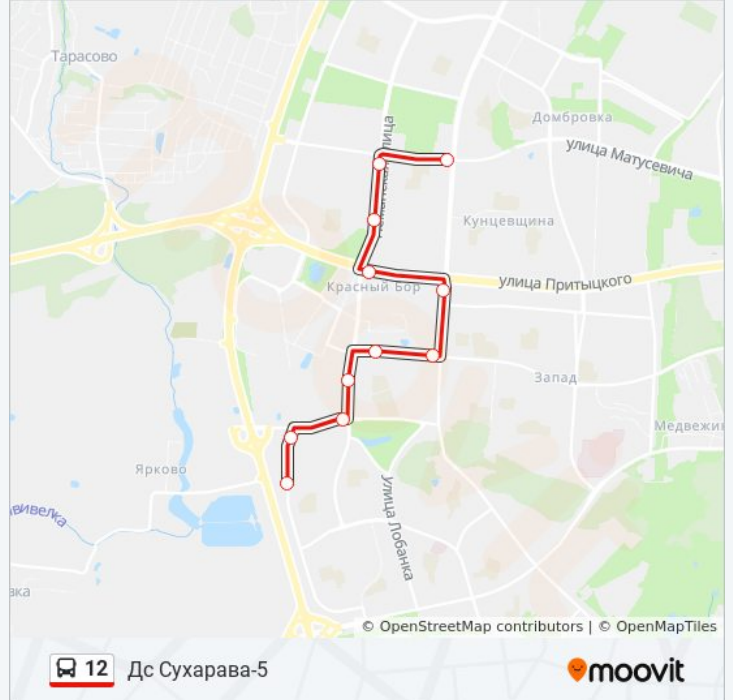 Тарасово
Домбровка
улица Матусевича
Кунцевщина
улица Притыцкого
Красный Бор
Запад
Медвежи
Ярково
улица Лобанка
© OpenStreetMap contributors | © OpenMapTiles
12 Дс Сухарава-5
moovit